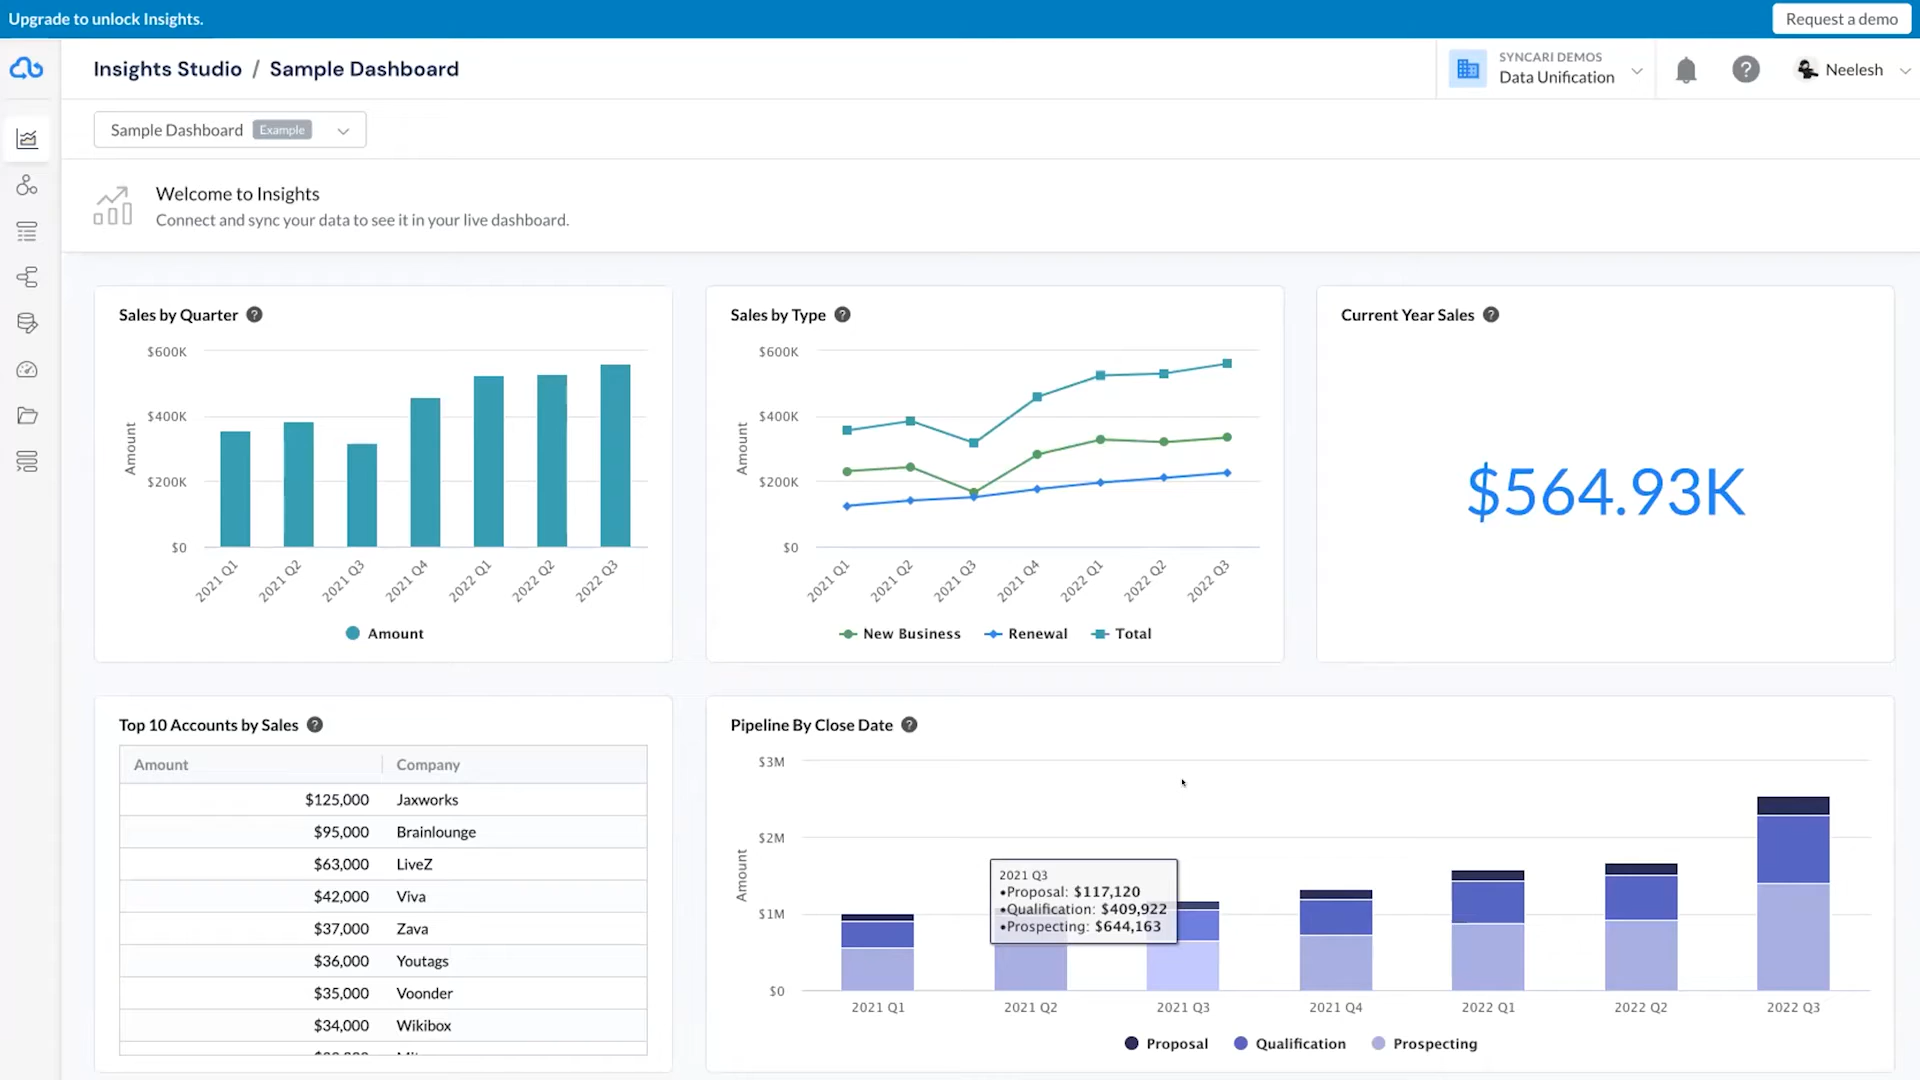 Upgrade to unlock Insights.
Request a demo
Insights Studio / Sample Dashboard
SYNCARI DEMOS
Data Unification
Neelesh
Sample Dashboard Example
Welcome to Insights
Connect and sync your data to see it in your live dashboard.
Sales by Quarter
$600K
$400K
$200K
$0
Amount
2021 Q1 2021 Q2 2021 Q3 2021 Q4 2022 Q1 2022 Q2 2022 Q3
Amount
Sales by Type
$600K
$400K
$200K
$0
Amount
2021 Q1 2021 Q2 2021 Q3 2021 Q4 2022 Q1 2022 Q2 2022 Q3
New Business Renewal Total
Current Year Sales
$564.93K
Top 10 Accounts by Sales
Amount Company
$125,000 Jaxworks
$95,000 Brainlounge
$63,000 LiveZ
$42,000 Viva
$37,000 Zava
$36,000 Youtags
$35,000 Voonder
$34,000 Wikibox
Pipeline By Close Date
$3M
$2M
$1M
$0
Amount
2021 Q3
•Proposal: $117,120
•Qualification: $409,922
•Prospecting: $644,163
2021 Q1 2021 Q2 2021 Q3 2021 Q4 2022 Q1 2022 Q2 2022 Q3
Proposal Qualification Prospecting